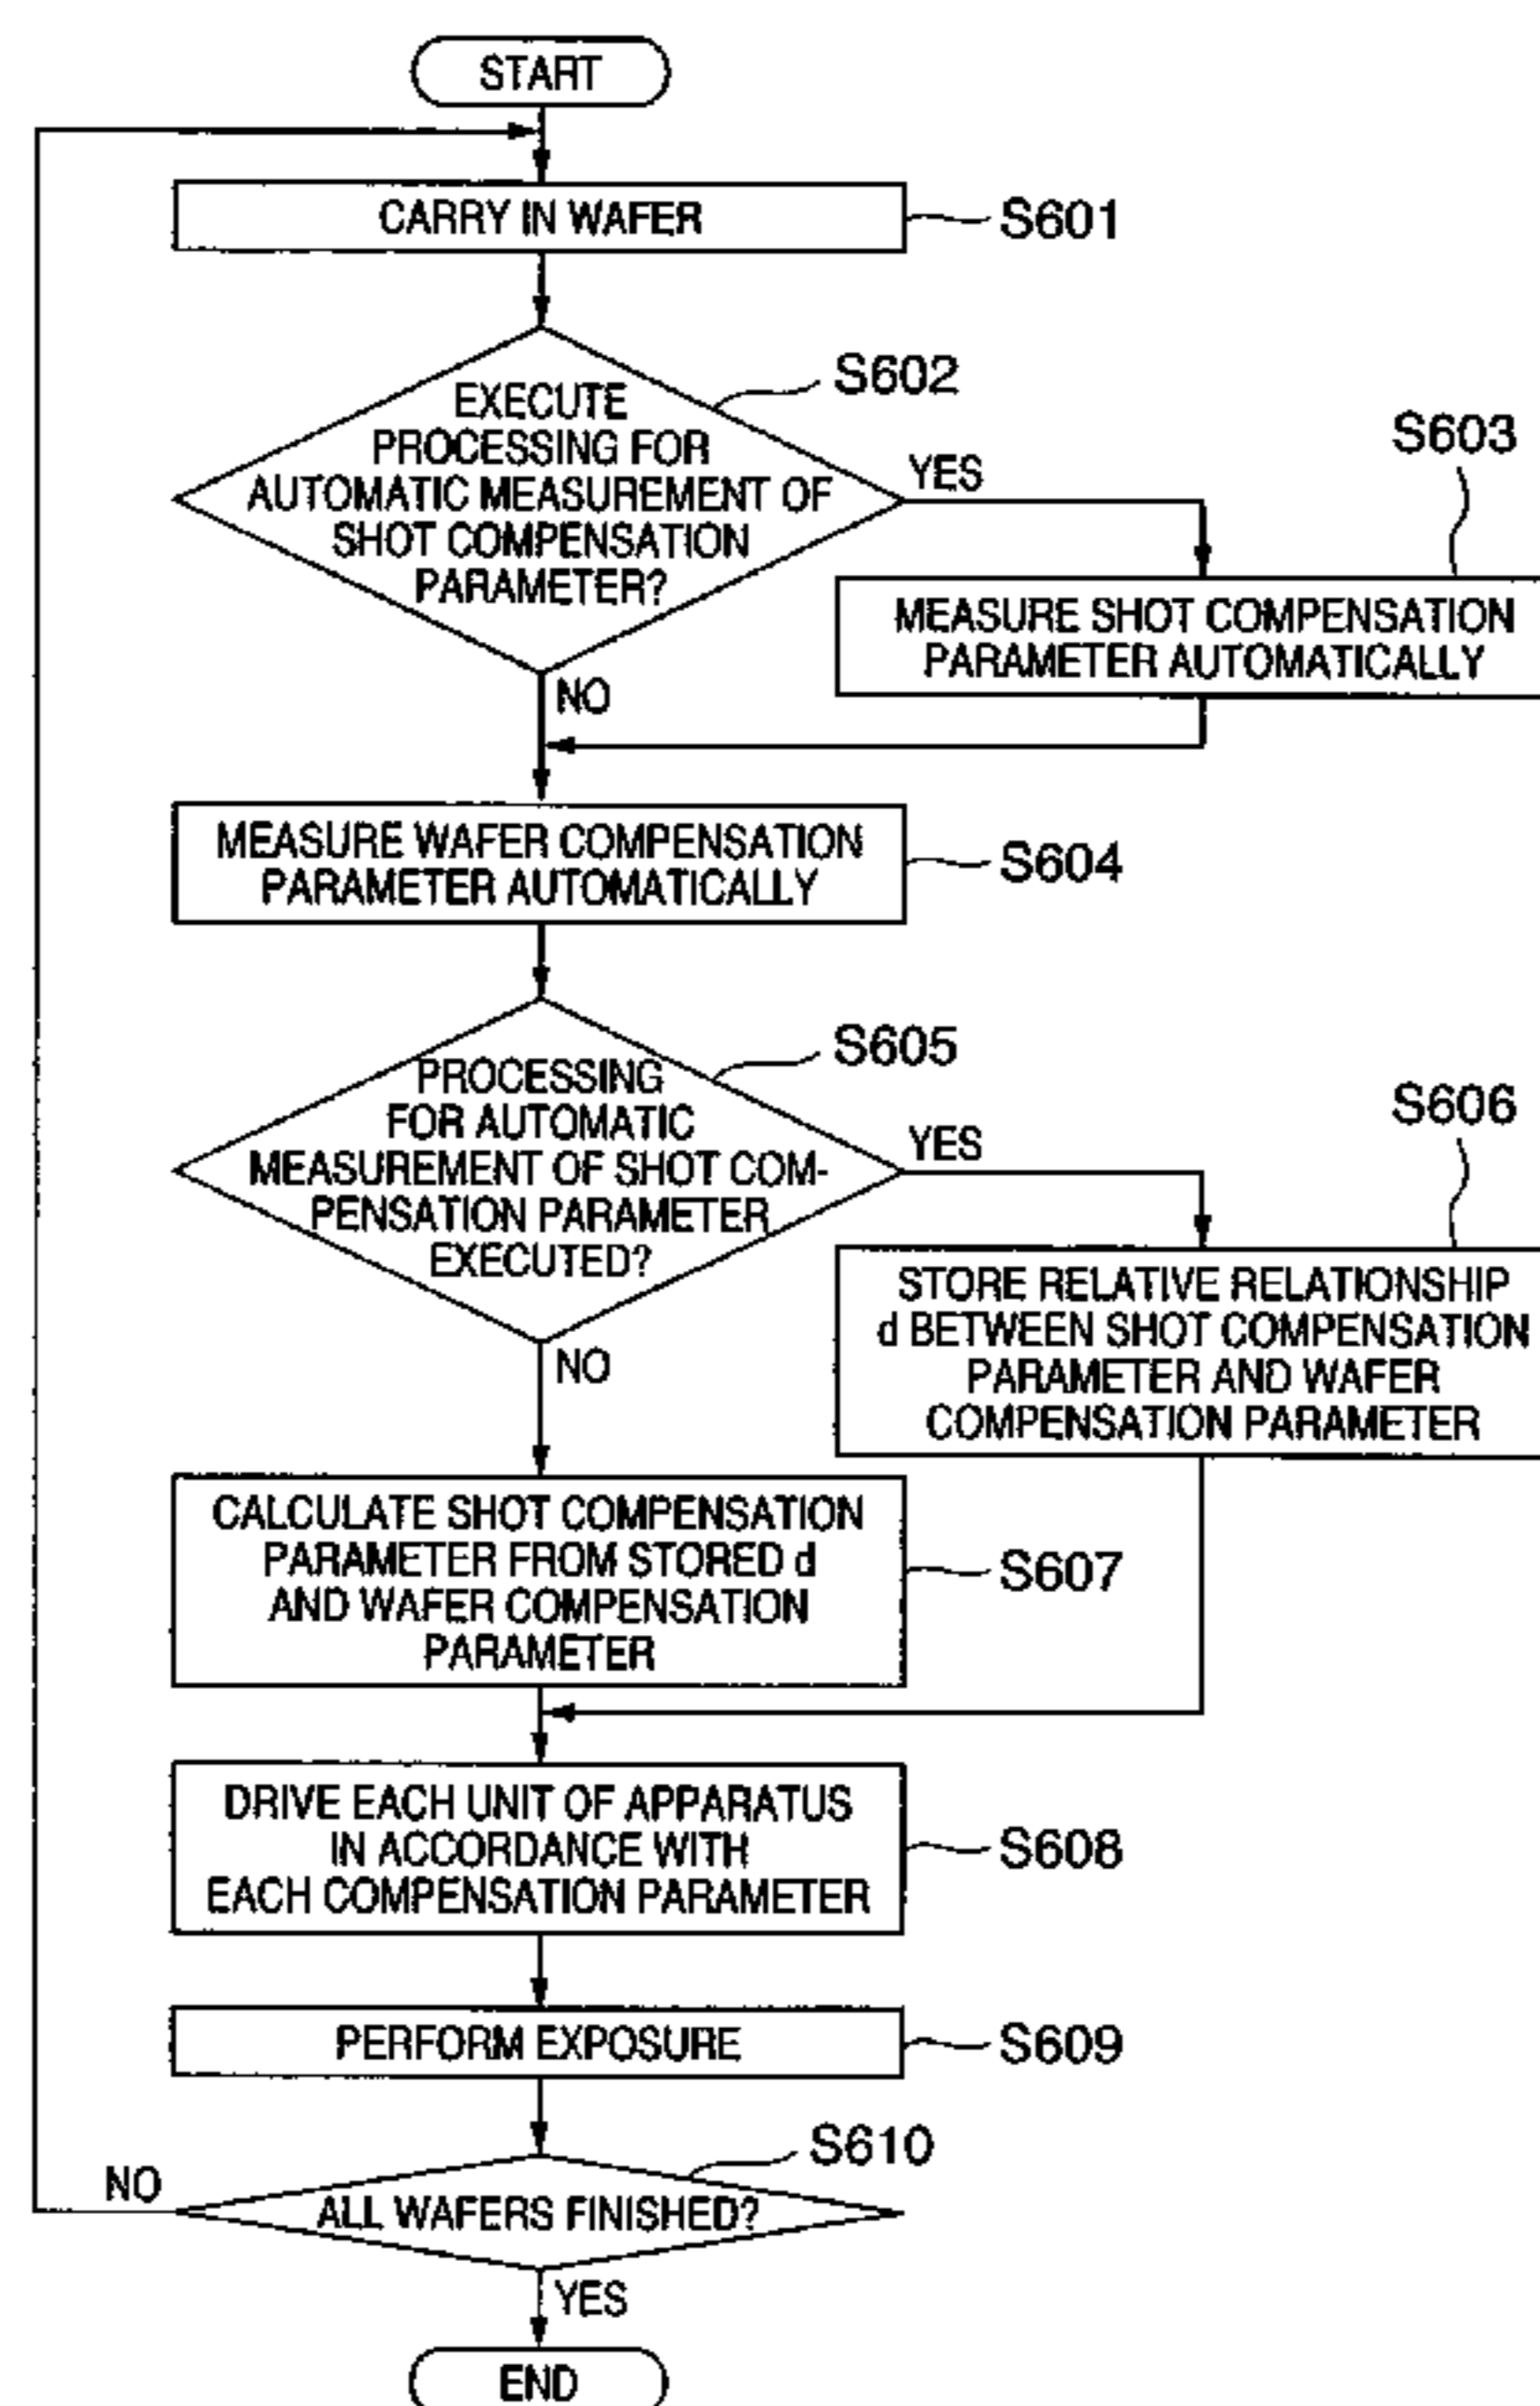 START
CARRY IN WAFER
S601
S602
EXECUTE
PROCESSING FOR
AUTOMATIC MEASUREMENT OF
SHOT COMPENSATION
PARAMETER?
YES
NO
S603
MEASURE SHOT COMPENSATION
PARAMETER AUTOMATICALLY
MEASURE WAFER COMPENSATION
PARAMETER AUTOMATICALLY
S604
S605
PROCESSING
FOR AUTOMATIC
MEASUREMENT OF SHOT COM-
PENSATION PARAMETER
EXECUTED?
YES
NO
S606
STORE RELATIVE RELATIONSHIP
d BETWEEN SHOT COMPENSATION
PARAMETER AND WAFER
COMPENSATION PARAMETER
CALCULATE SHOT COMPENSATION
PARAMETER FROM STORED d
AND WAFER COMPENSATION
PARAMETER
S607
DRIVE EACH UNIT OF APPARATUS
IN ACCORDANCE WITH
EACH COMPENSATION PARAMETER
S608
PERFORM EXPOSURE
S609
S610
NO
ALL WAFERS FINISHED?
YES
END